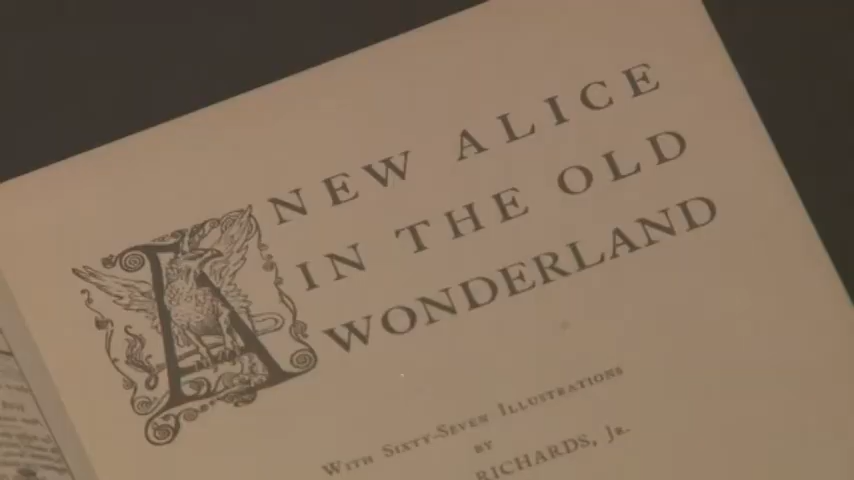 A NEW ALICE
IN THE OLD
WONDERLAND
WITH SIXTY-SEVEN ILLUSTRATIONS
BY
RICHARDS, JR.